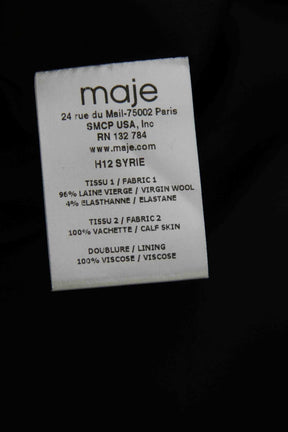 maje
24 rue du Mail-75002 Paris
SMCP USA, Inc
RN 132 784
www.maje.com
H12 SYRIE
TISSU 1 / FABRIC 1
96% LAINE VIERGE / VIRGIN WOOL
4% ELASTHANNE / ELASTANE
TISSU 2 / FABRIC 2
100% VACHETTE / CALF SKIN
DOUBLURE / LINING
100% VISCOSE / VISCOSE